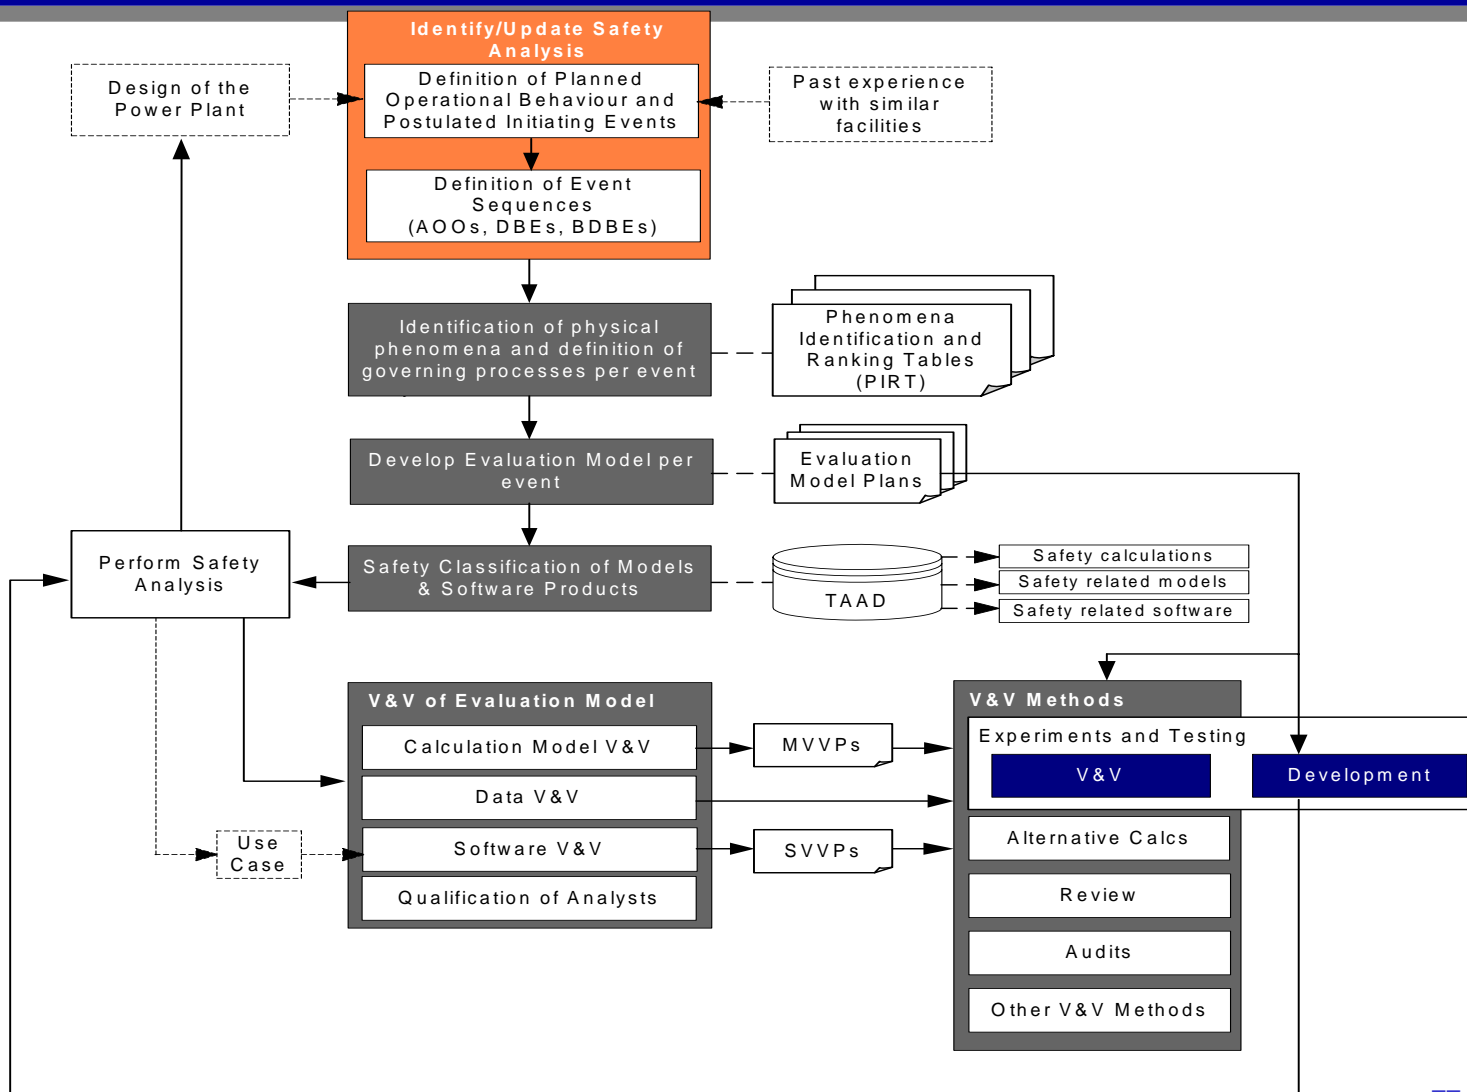 Identify/Update Safety
Analysis
Design of the
Power Plant
Definition of Planned
Operational Behaviour and
Postulated Initiating Events
Past experience
with similar
facilities
Definition of Event
Sequences
(AOOs, DBEs, BDBEs)
Identification of physical
phenomena and definition of
governing processes per event
Phenomena
Identification and
Ranking Tables
(PIRT)
Develop Evaluation Model per
event
Evaluation
Model Plans
Perform Safety
Analysis
Safety Classification of Models
& Software Products
TAAD
Safety calculations
Safety related models
Safety related software
V&V of Evaluation Model
Calculation Model V&V
Data V&V
Software V&V
Qualification of Analysts
Use
Case
MVVPs
SVVPs
V&V Methods
Experiments and Testing
V&V
Development
Alternative Calcs
Review
Audits
Other V&V Methods